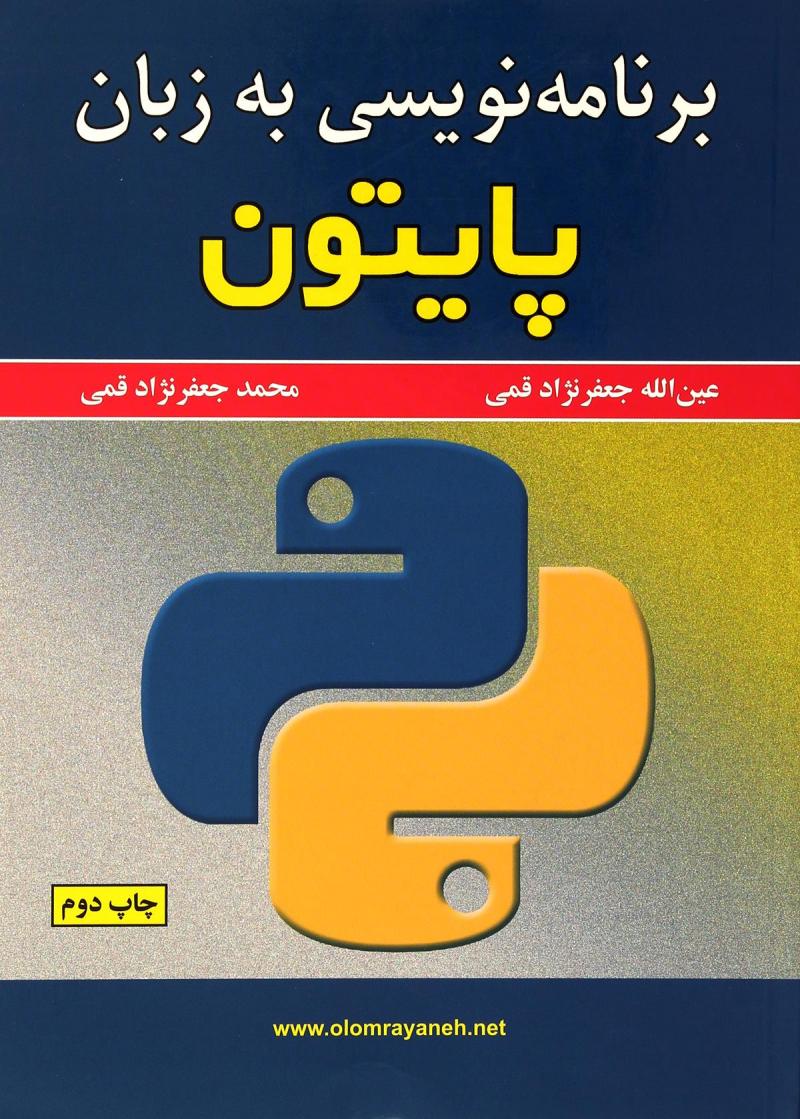 برنامه‌نویسی به زبان
پایتون
عین‌الله جعفرنژاد قمی
محمد جعفرنژاد قمی
چاپ دوم
www.olomrayaneh.net